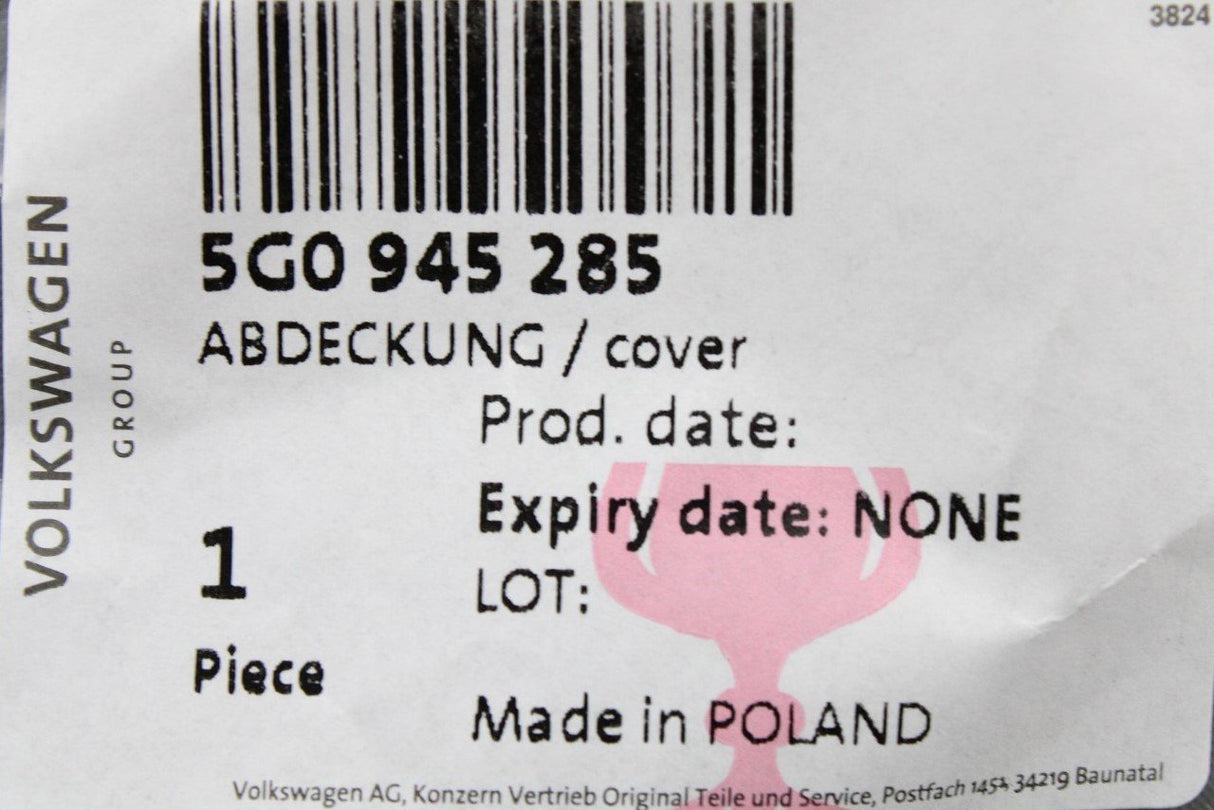 3824
5G0 945 285
ABDECKUNG / cover
Prod. date:
Expiry date: NONE
LOT:
1
Piece
Made in POLAND
Volkswagen AG, Konzern Vertrieb Original Teile und Service, Postfach 34219 Baunatal
VOLKSWAGEN
GROUP